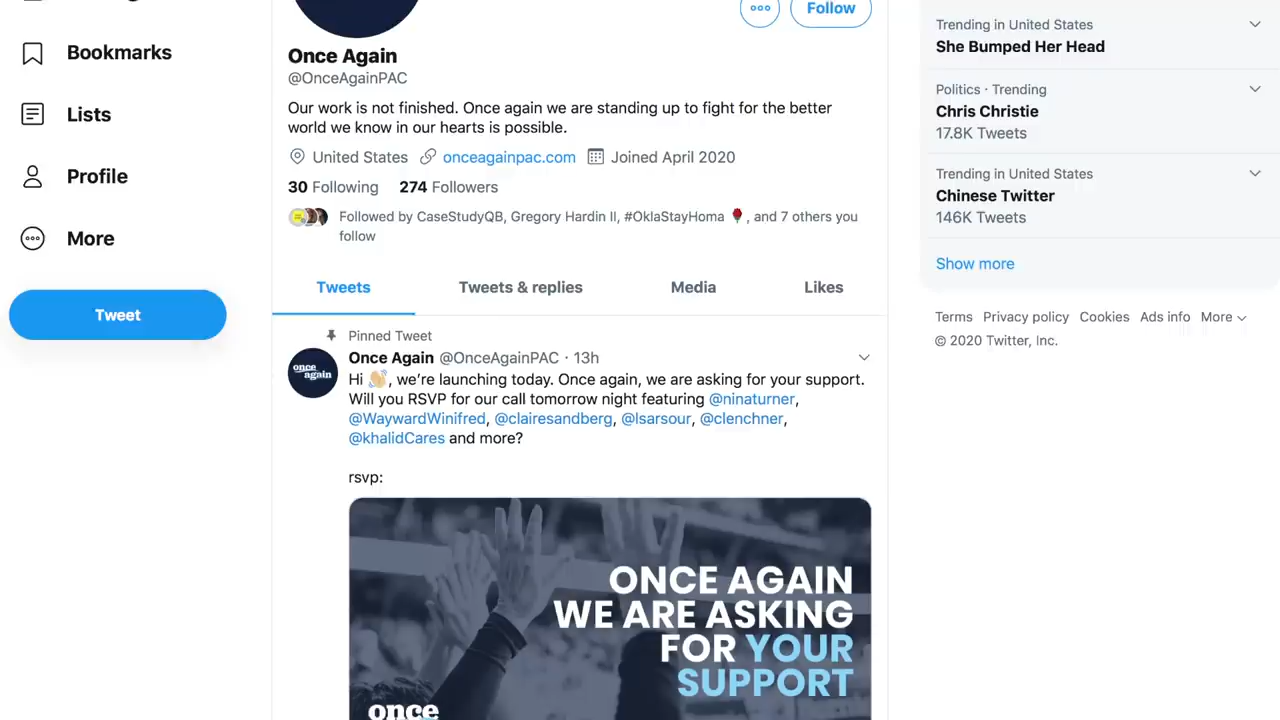 Bookmarks
Lists
Profile
More
Tweet
Follow
Once Again
@OnceAgainPAC
Our work is not finished. Once again we are standing up to fight for the better
world we know in our hearts is possible.
United States onceagainpac.com Joined April 2020
30 Following 274 Followers
Followed by CaseStudyQB, Gregory Hardin II, #OklaStayHoma 🌹, and 7 others you
follow
Tweets Tweets & replies Media Likes
Pinned Tweet
Once Again @OnceAgainPAC · 13h
once
again
Hi 👋🏼, we’re launching today. Once again, we are asking for your support.
Will you RSVP for our call tomorrow night featuring @ninaturner,
@WaywardWinifred, @clairesandberg, @lsarsour, @clenchner,
@khalidCares and more?
rsvp:
ONCE AGAIN
WE ARE ASKING
FOR YOUR
SUPPORT
once
Trending in United States
She Bumped Her Head
Politics · Trending
Chris Christie
17.8K Tweets
Trending in United States
Chinese Twitter
146K Tweets
Show more
Terms Privacy policy Cookies Ads info More
© 2020 Twitter, Inc.